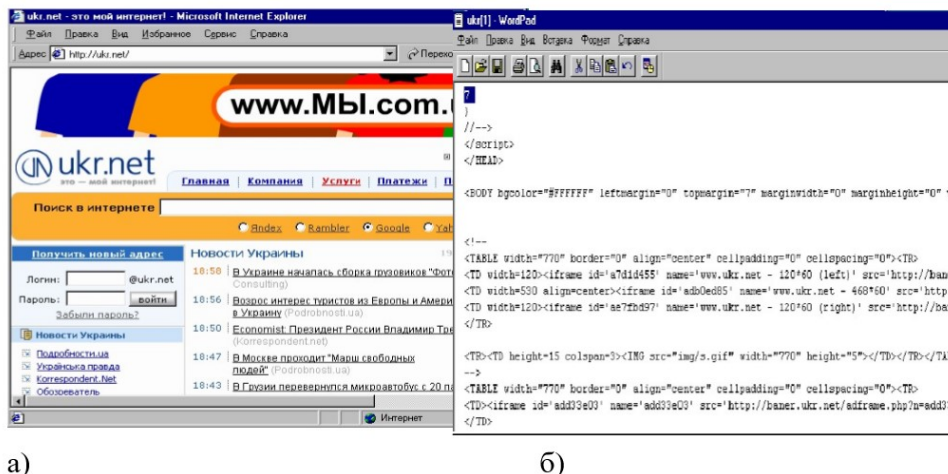 ukr.net - это мой интернет! - Microsoft Internet Explorer
Файл Правка Вид Избранное Сервис Справка
Адрес http://ukr.net/
www.МЫ.com.
ukr.net
это — мой интернет!
Главная | Компания | Услуги | Платежи |
Поиск в интернете
Яndex Rambler Google
Получить новый адрес
Логин: @ukr.net
Пароль: войти
Забыли пароль?
Новости Украины
Подробности.ua
Українська правда
Korrespondent.Net
Обозреватель
Новости Украины
18:58 В Украине началась сборка грузовиков
Consulting)
18:56 Возрос интерес туристов из Европы и
в Украину (Podrobnosti.ua)
18:50 Economist: Президент России Владимир
(Korrespondent.net)
18:47 В Москве проходит "Марш свободных
людей" (Podrobnosti.ua)
18:43 В Грузии перевернулся микроавтобус с 20
Интернет
ukr[1] - WordPad
Файл Правка Вид Вставка Формат Справка
7
}
//-->
</script>
</HEAD>
<BODY bgcolor="#FFFFFF" leftmargin="0" topmargin="7" marginwidth="0" marginheight="0"
<!--
<TABLE width="770" border="0" align="center" cellpadding="0" cellspacing="0"><TR>
<TD width=120><iframe id='a7d1d455' name='www.ukr.net - 120*60 (left)' src='http://ban
<TD width=530 align=center><iframe id='adb0ed85' name='www.ukr.net - 468*60' src='http
<TD width=120><iframe id='ae7fbd97' name='www.ukr.net - 120*60 (right)' src='http://ba
</TR>
<TR><TD height=15 colspan=3><IMG src="img/s.gif" width="770" height="5"></TD></TR></TA
-->
<TABLE width="770" border="0" align="center" cellpadding="0" cellspacing="0"><TR>
<TD><iframe id='add33e03' name='add33e03' src='http://baner.ukr.net/adframe.php?n=add3
</TD>
а) б)